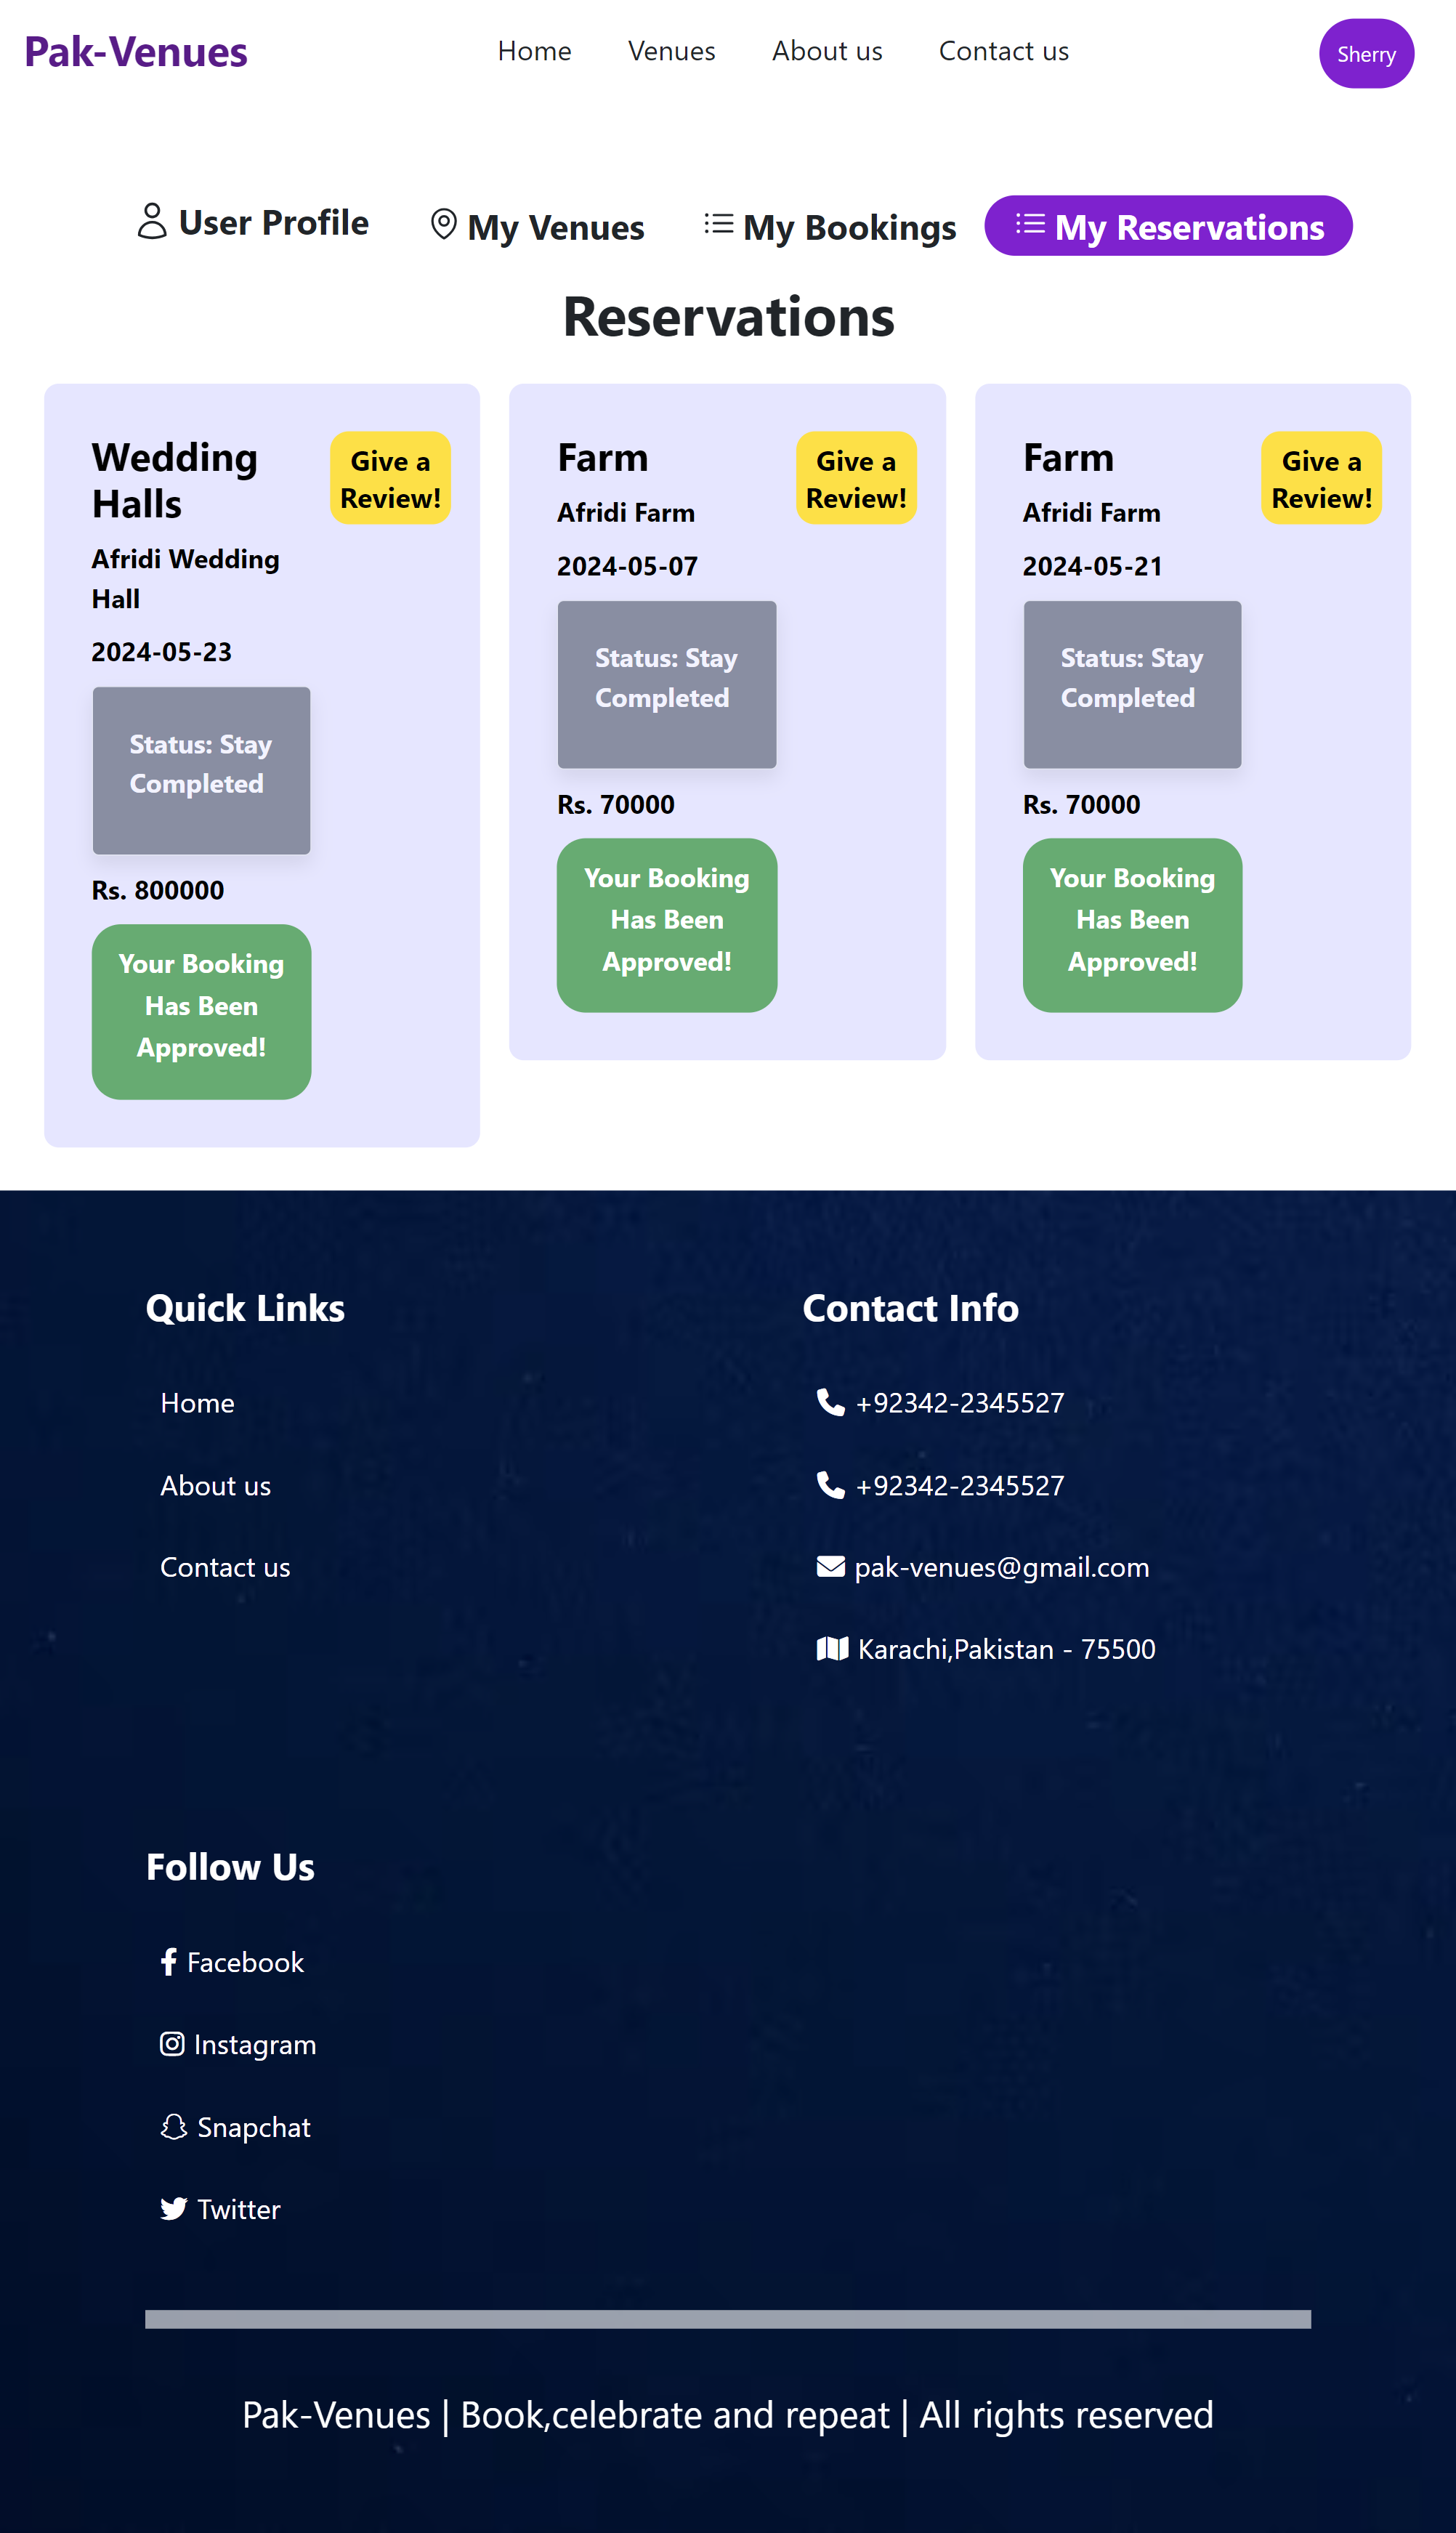 Pak-Venues
Home
Venues
About us
Contact us
Sherry
User Profile
My Venues
My Bookings
My Reservations
Reservations
Wedding
Halls
Give a
Review!
Afridi Wedding
Hall
2024-05-23
Status: Stay
Completed
Rs. 800000
Your Booking
Has Been
Approved!
Farm
Give a
Review!
Afridi Farm
2024-05-07
Status: Stay
Completed
Rs. 70000
Your Booking
Has Been
Approved!
Farm
Give a
Review!
Afridi Farm
2024-05-21
Status: Stay
Completed
Rs. 70000
Your Booking
Has Been
Approved!
Quick Links
Home
About us
Contact us
Contact Info
+92342-2345527
+92342-2345527
pak-venues@gmail.com
Karachi,Pakistan - 75500
Follow Us
Facebook
Instagram
Snapchat
Twitter
Pak-Venues | Book,celebrate and repeat | All rights reserved